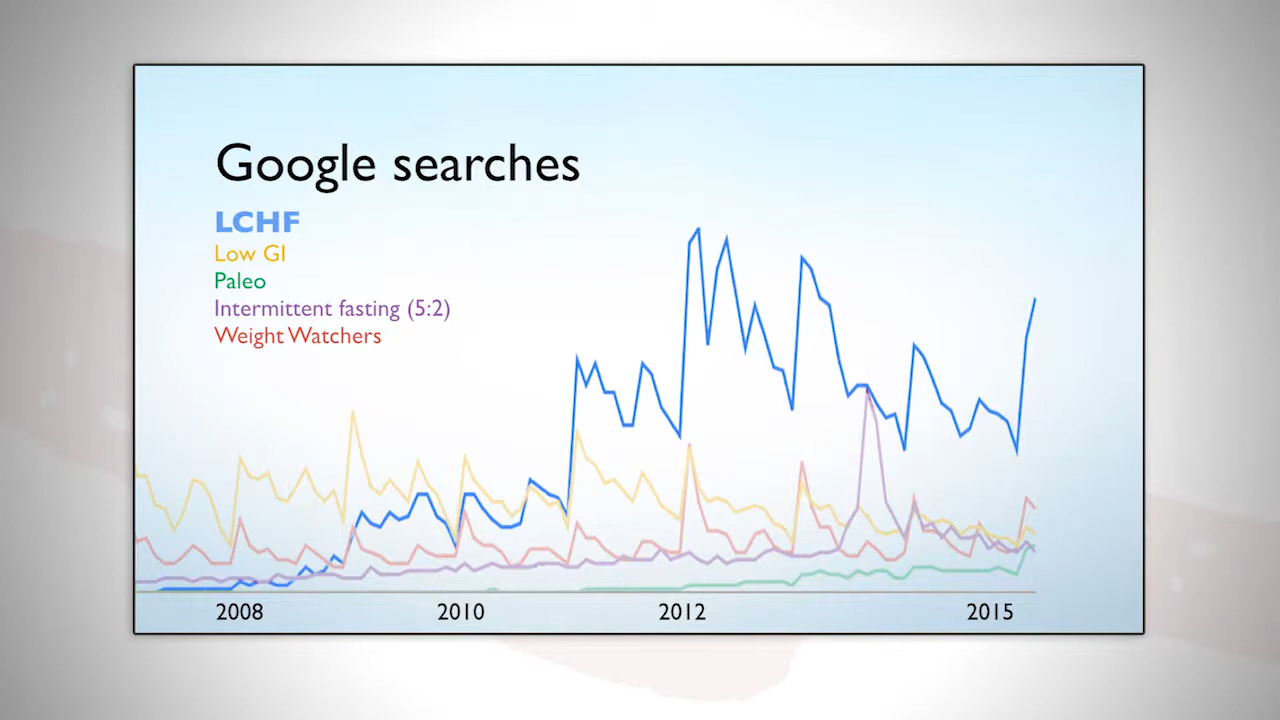 Google searches
LCHF
Low GI
Paleo
Intermittent fasting (5:2)
Weight Watchers
2008 2010 2012 2015